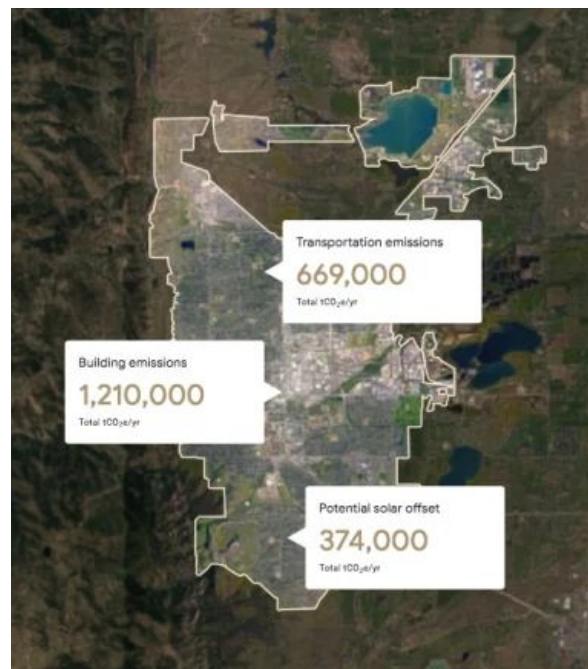 Transportation emissions
669,000
Total tCO₂e/yr
Building emissions
1,210,000
Total tCO₂e/yr
Potential solar offset
374,000
Total tCO₂e/yr